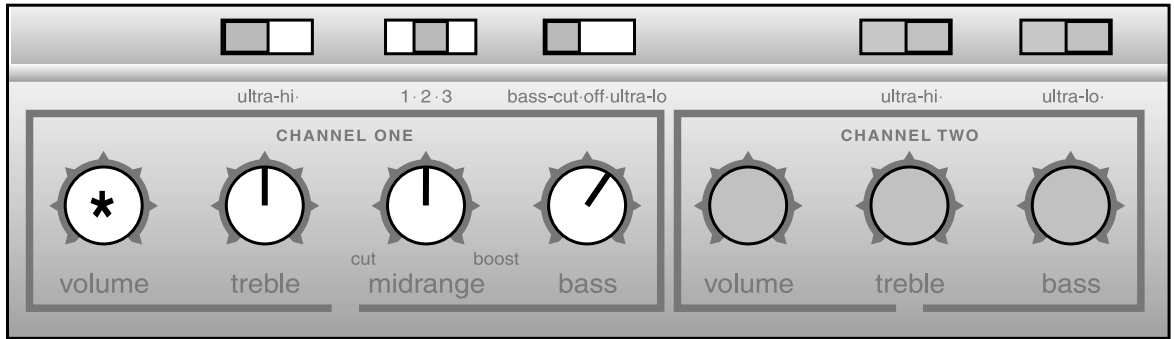 ultra-hi· 1·2·3 bass-cut·off·ultra-lo ultra-hi· ultra-lo·
CHANNEL ONE CHANNEL TWO
*
cut boost
volume treble midrange bass volume treble bass